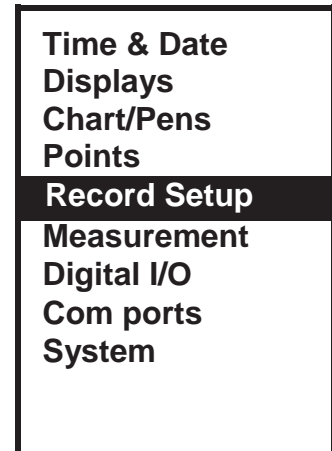 Time & Date
Displays
Chart/Pens
Points
Record Setup
Measurement
Digital I/O
Com ports
System